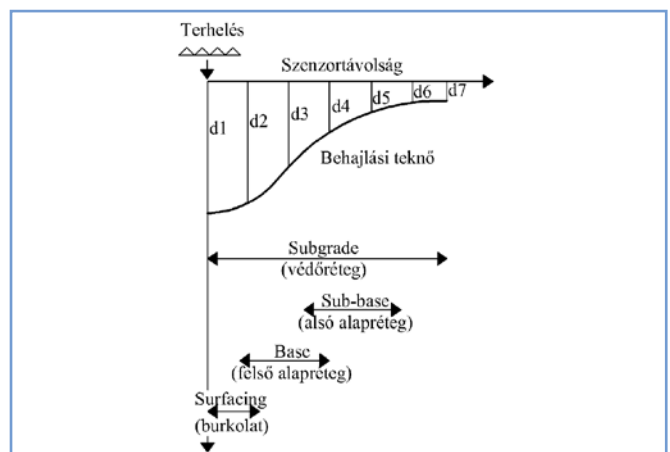 Terhelés
Szenzortávolság
d1 d2 d3 d4 d5 d6 d7
Behajlási teknő
Subgrade
(védőréteg)
Sub-base
(alsó alapréteg)
Base
(felső alapréteg)
Surfacing
(burkolat)